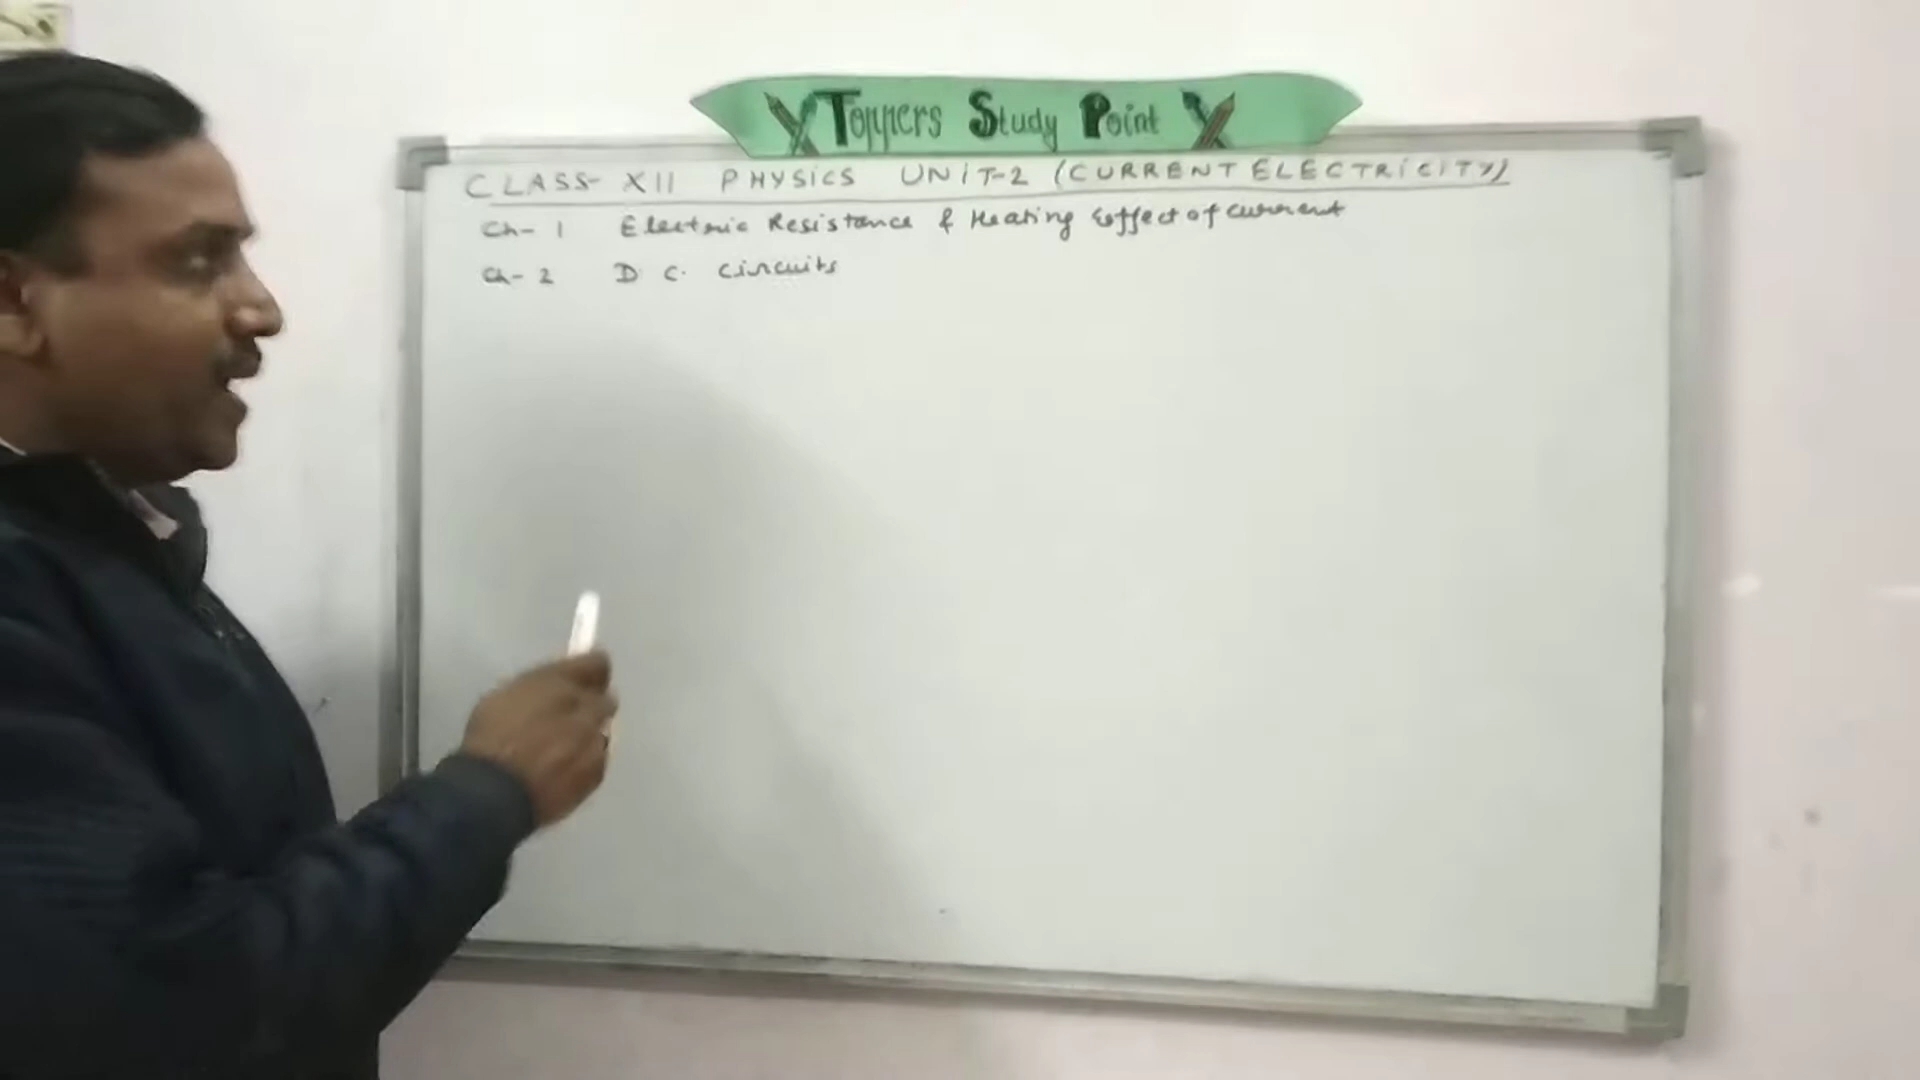 Toppers Study Point
CLASS- XII PHYSICS UNIT-2 (CURRENT ELECTRICITY)
Ch- 1 Electric Resistance & Heating Effect of current
Ch- 2 D C. Circuits